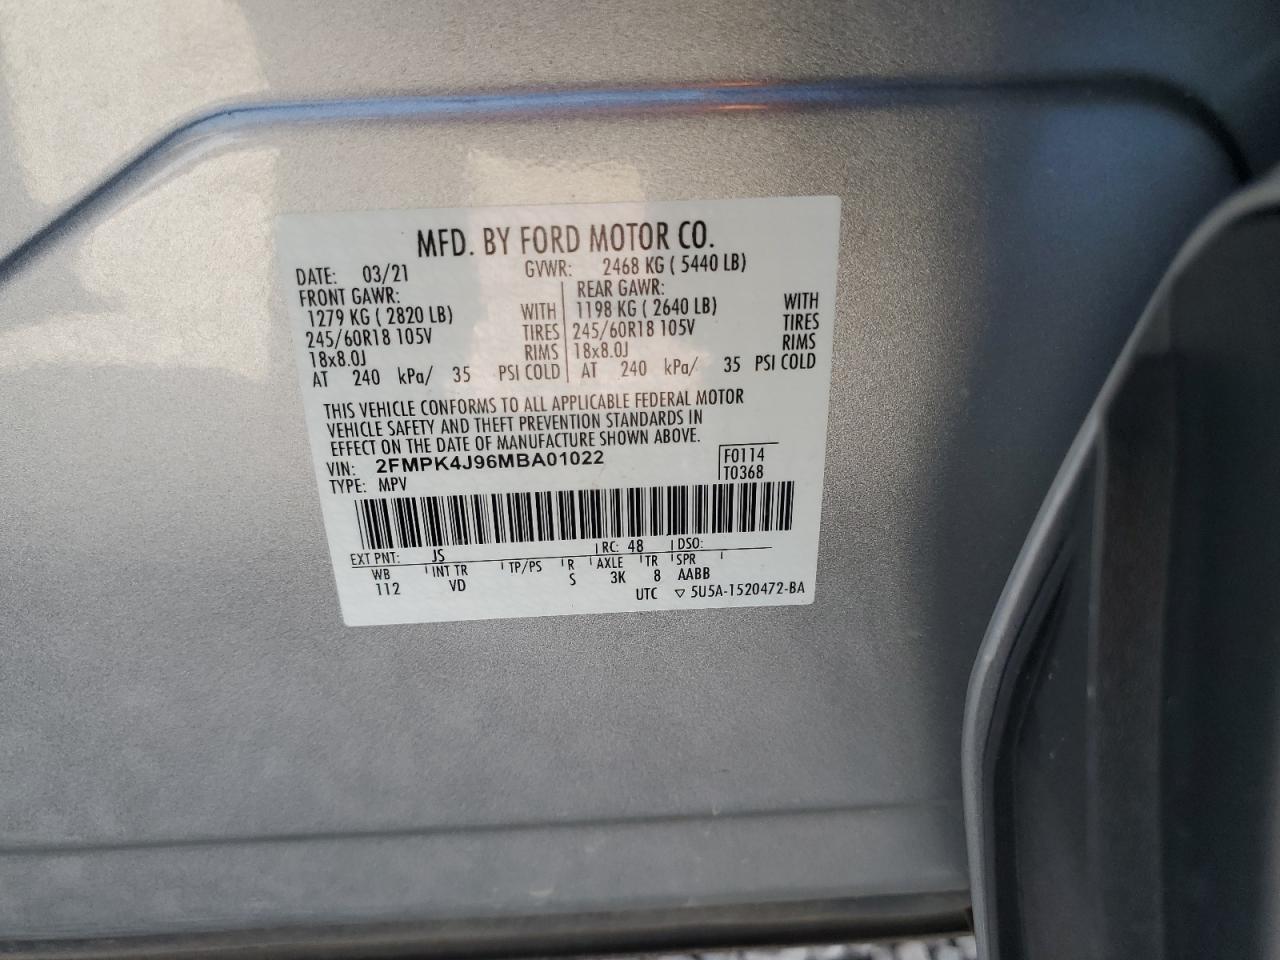 MFD. BY FORD MOTOR CO.
DATE: 03/21 GVWR: 2468 KG ( 5440 LB)
FRONT GAWR: REAR GAWR:
1279 KG ( 2820 LB) WITH 1198 KG ( 2640 LB) WITH
245/60R18 105V TIRES 245/60R18 105V TIRES
18x8.0J RIMS 18x8.0J RIMS
AT 240 kPa/ 35 PSI COLD AT 240 kPa/ 35 PSI COLD
THIS VEHICLE CONFORMS TO ALL APPLICABLE FEDERAL MOTOR
VEHICLE SAFETY AND THEFT PREVENTION STANDARDS IN
EFFECT ON THE DATE OF MANUFACTURE SHOWN ABOVE.
VIN: 2FMPK4J96MBA01022 F0114
TYPE: MPV T0368
EXT PNT: JS RC: 48 DSO:
WB INT TR TP/PS R AXLE TR SPR
112 VD S 3K 8 AABB
UTC ▽ 5U5A-1520472-BA